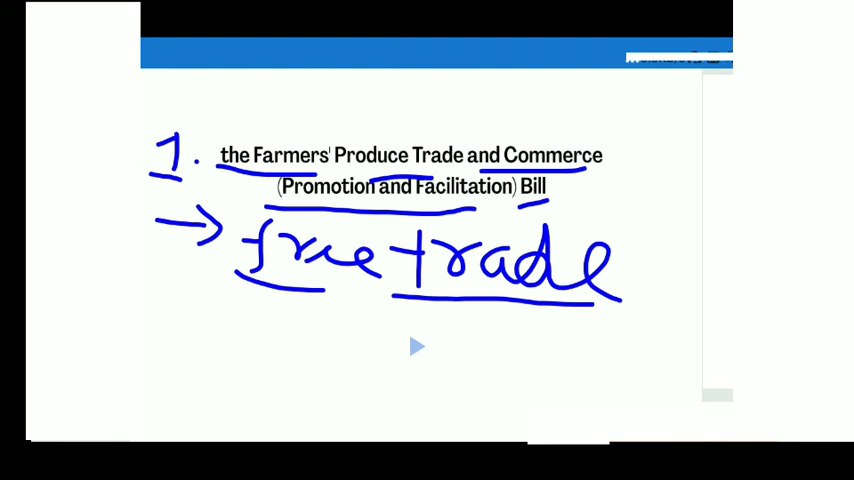 1. the Farmers' Produce Trade and Commerce
(Promotion and Facilitation) Bill
→ free trade